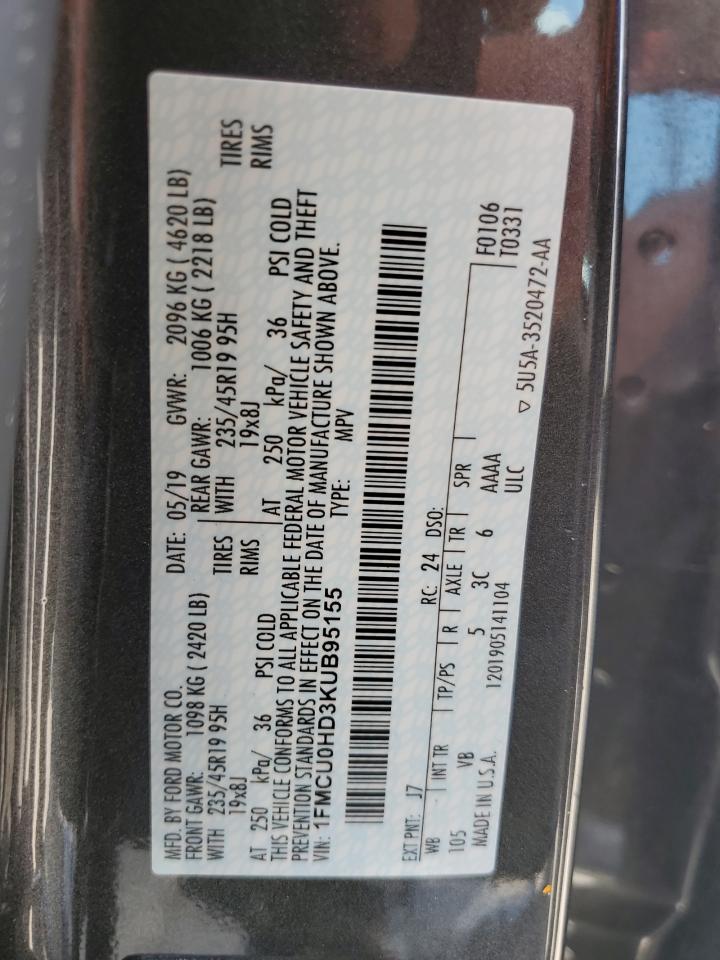 MFD. BY FORD MOTOR CO. DATE: 05/19 GVWR: 2096 KG ( 4620 LB)
FRONT GAWR: 1098 KG ( 2420 LB) REAR GAWR: 1006 KG ( 2218 LB)
WITH 235/45R19 95H TIRES WITH 235/45R19 95H TIRES
19x8J RIMS 19x8J RIMS
AT 250 kPa/ 36 PSI COLD AT 250 kPa/ 36 PSI COLD
THIS VEHICLE CONFORMS TO ALL APPLICABLE FEDERAL MOTOR VEHICLE SAFETY AND THEFT
PREVENTION STANDARDS IN EFFECT ON THE DATE OF MANUFACTURE SHOWN ABOVE.
VIN: 1FMCU0HD3KUB95155 TYPE: MPV
EXT PNT: J7 RC: 24 DSO: F0106
WB INT TR TP/PS R AXLE TR SPR T0331
105 VB 5 3C 6 AAAA
MADE IN U.S.A. 1201905141104 ULC
▽ 5U5A-3520472-AA